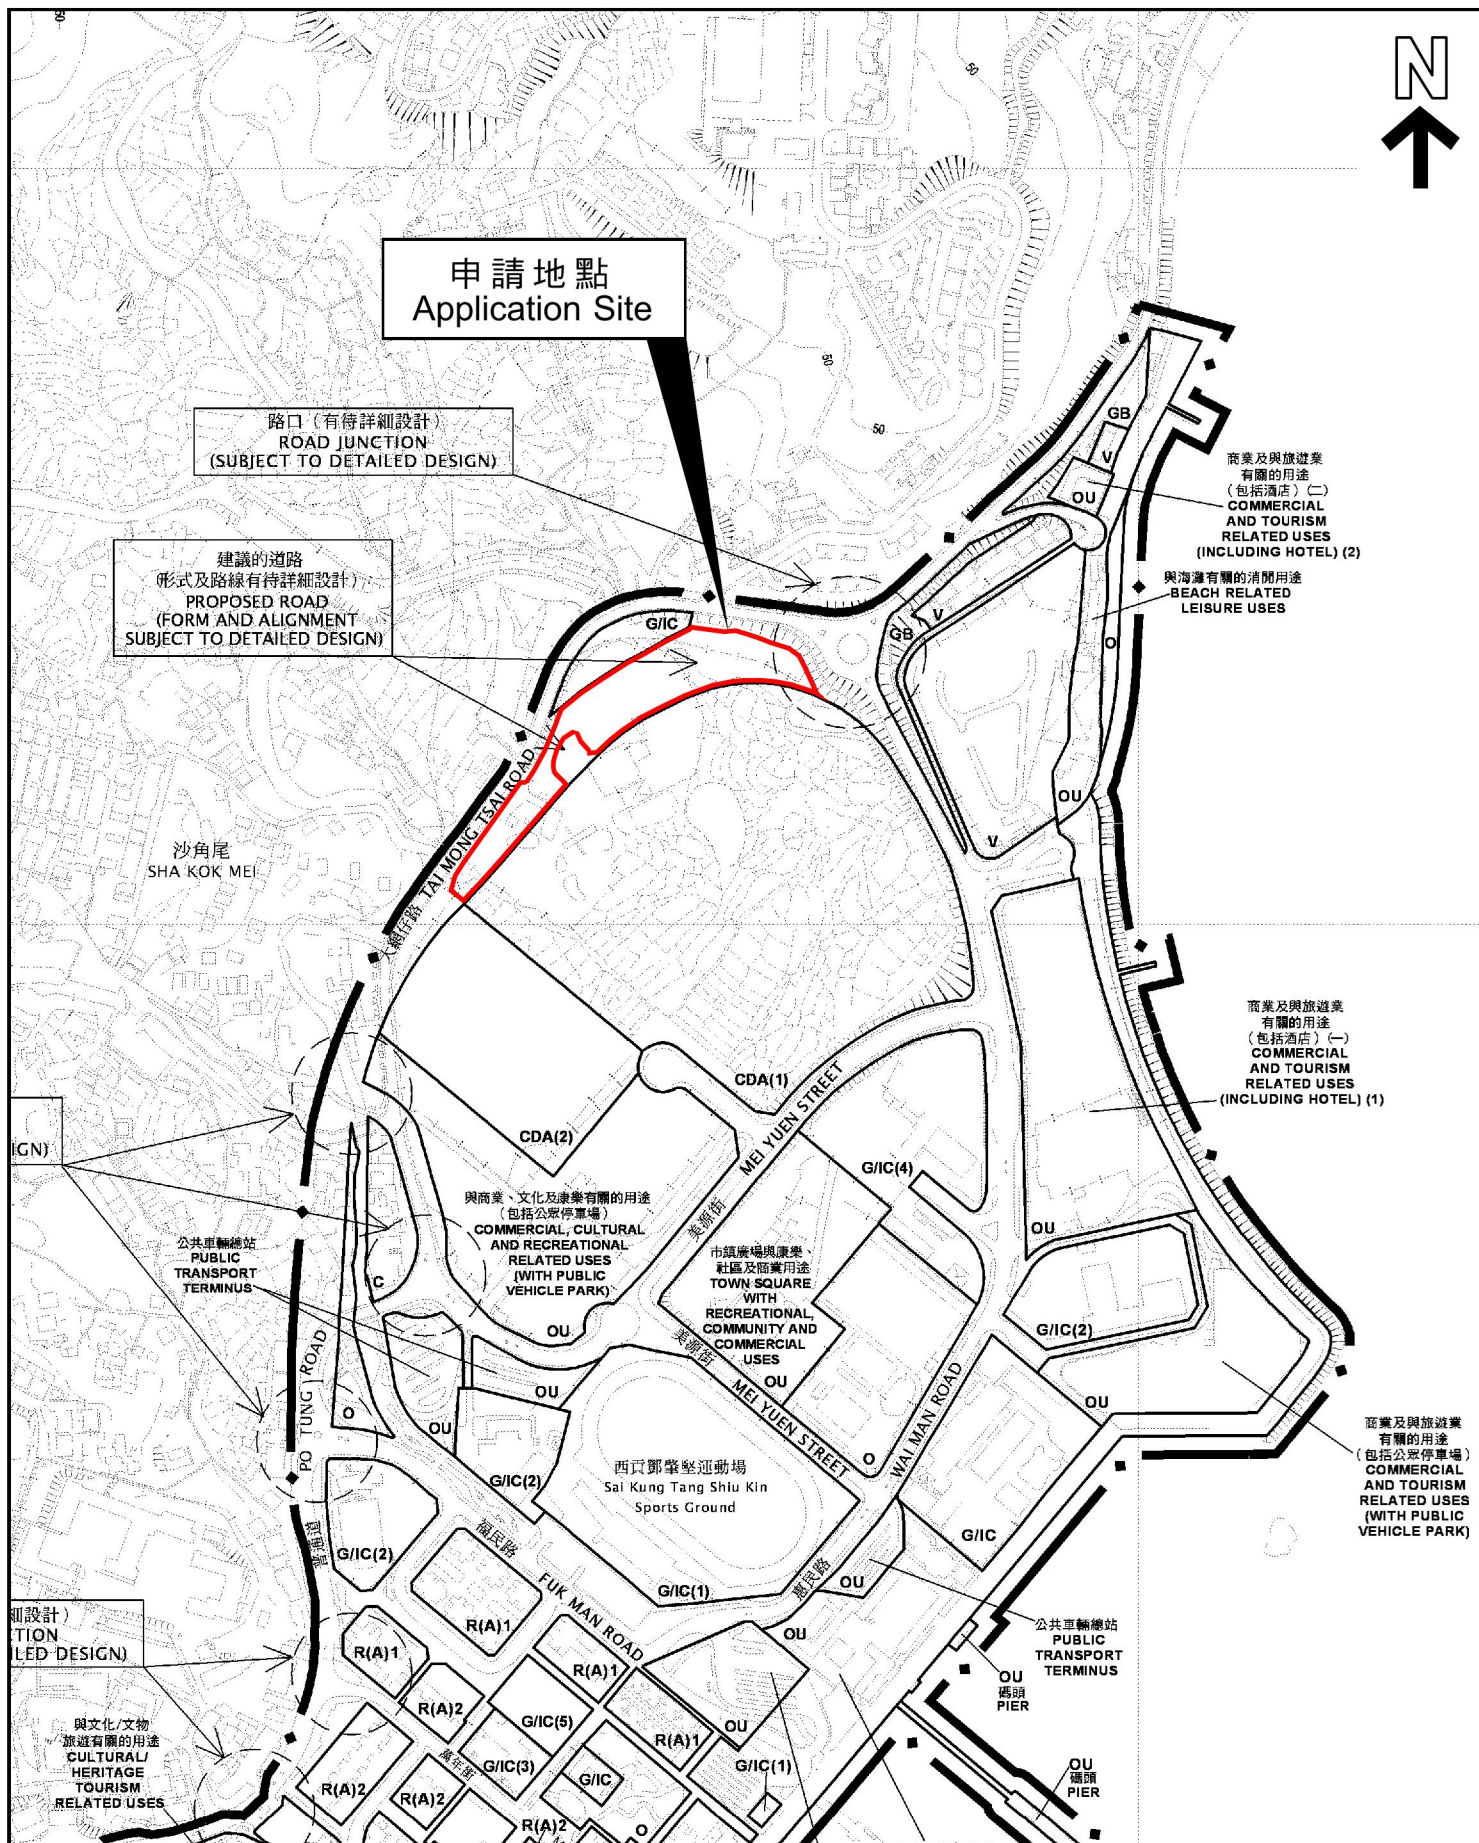 50
N
50
申請地點
Application Site
50
50
路口（有待詳細設計）
ROAD JUNCTION
(SUBJECT TO DETAILED DESIGN)
GB
V
OU
商業及與旅遊業
有關的用途
（包括酒店）（二）
COMMERCIAL
AND TOURISM
RELATED USES
(INCLUDING HOTEL) (2)
建議的道路
（形式及路線有待詳細設計）
PROPOSED ROAD
(FORM AND ALIGNMENT
SUBJECT TO DETAILED DESIGN)
與海灘有關的消閒用途
BEACH RELATED
LEISURE USES
G/IC
V
GB
O
OU
V
大網仔路 TAI MONG TSAI ROAD
沙角尾
SHA KOK MEI
商業及與旅遊業
有關的用途
（包括酒店）（一）
COMMERCIAL
AND TOURISM
RELATED USES
(INCLUDING HOTEL) (1)
CDA(1)
MEI YUEN STREET
美源街
CDA(2)
IGN)
G/IC(4)
與商業、文化及康樂有關的用途
（包括公眾停車場）
COMMERCIAL, CULTURAL
AND RECREATIONAL
RELATED USES
(WITH PUBLIC
VEHICLE PARK)
OU
公共車輛總站
PUBLIC
TRANSPORT
TERMINUS
市鎮廣場與康樂、
社區及商業用途
TOWN SQUARE
WITH
RECREATIONAL,
COMMUNITY AND
COMMERCIAL
USES
OU
C
OU
G/IC(2)
美源街
MEI YUEN STREET
WAI MAN ROAD
惠民路
PO TUNG ROAD
普通道
O
OU
OU
OU
O
商業及與旅遊業
有關的用途
（包括公眾停車場）
COMMERCIAL
AND TOURISM
RELATED USES
(WITH PUBLIC
VEHICLE PARK)
G/IC(2)
西貢鄧肇堅運動場
Sai Kung Tang Shiu Kin
Sports Ground
G/IC
G/IC(2)
福民路
FUK MAN ROAD
G/IC(1)
OU
R(A)1
OU
公共車輛總站
PUBLIC
TRANSPORT
TERMINUS
細設計）
TION
ILED DESIGN)
R(A)1
R(A)1
OU
碼頭
PIER
R(A)2
G/IC(5)
R(A)1
OU
與文化/文物
旅遊有關的用途
CULTURAL/
HERITAGE
TOURISM
RELATED USES
萬年街
G/IC(3)
G/IC
G/IC(1)
OU
碼頭
PIER
R(A)2
R(A)2
R(A)2
O